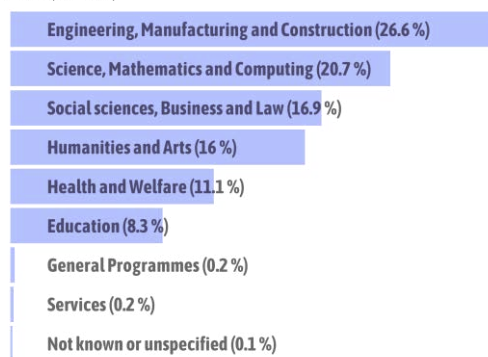 Engineering, Manufacturing and Construction (26.6 %)
Science, Mathematics and Computing (20.7 %)
Social sciences, Business and Law (16.9 %)
Humanities and Arts (16 %)
Health and Welfare (11.1 %)
Education (8.3 %)
General Programmes (0.2 %)
Services (0.2 %)
Not known or unspecified (0.1 %)